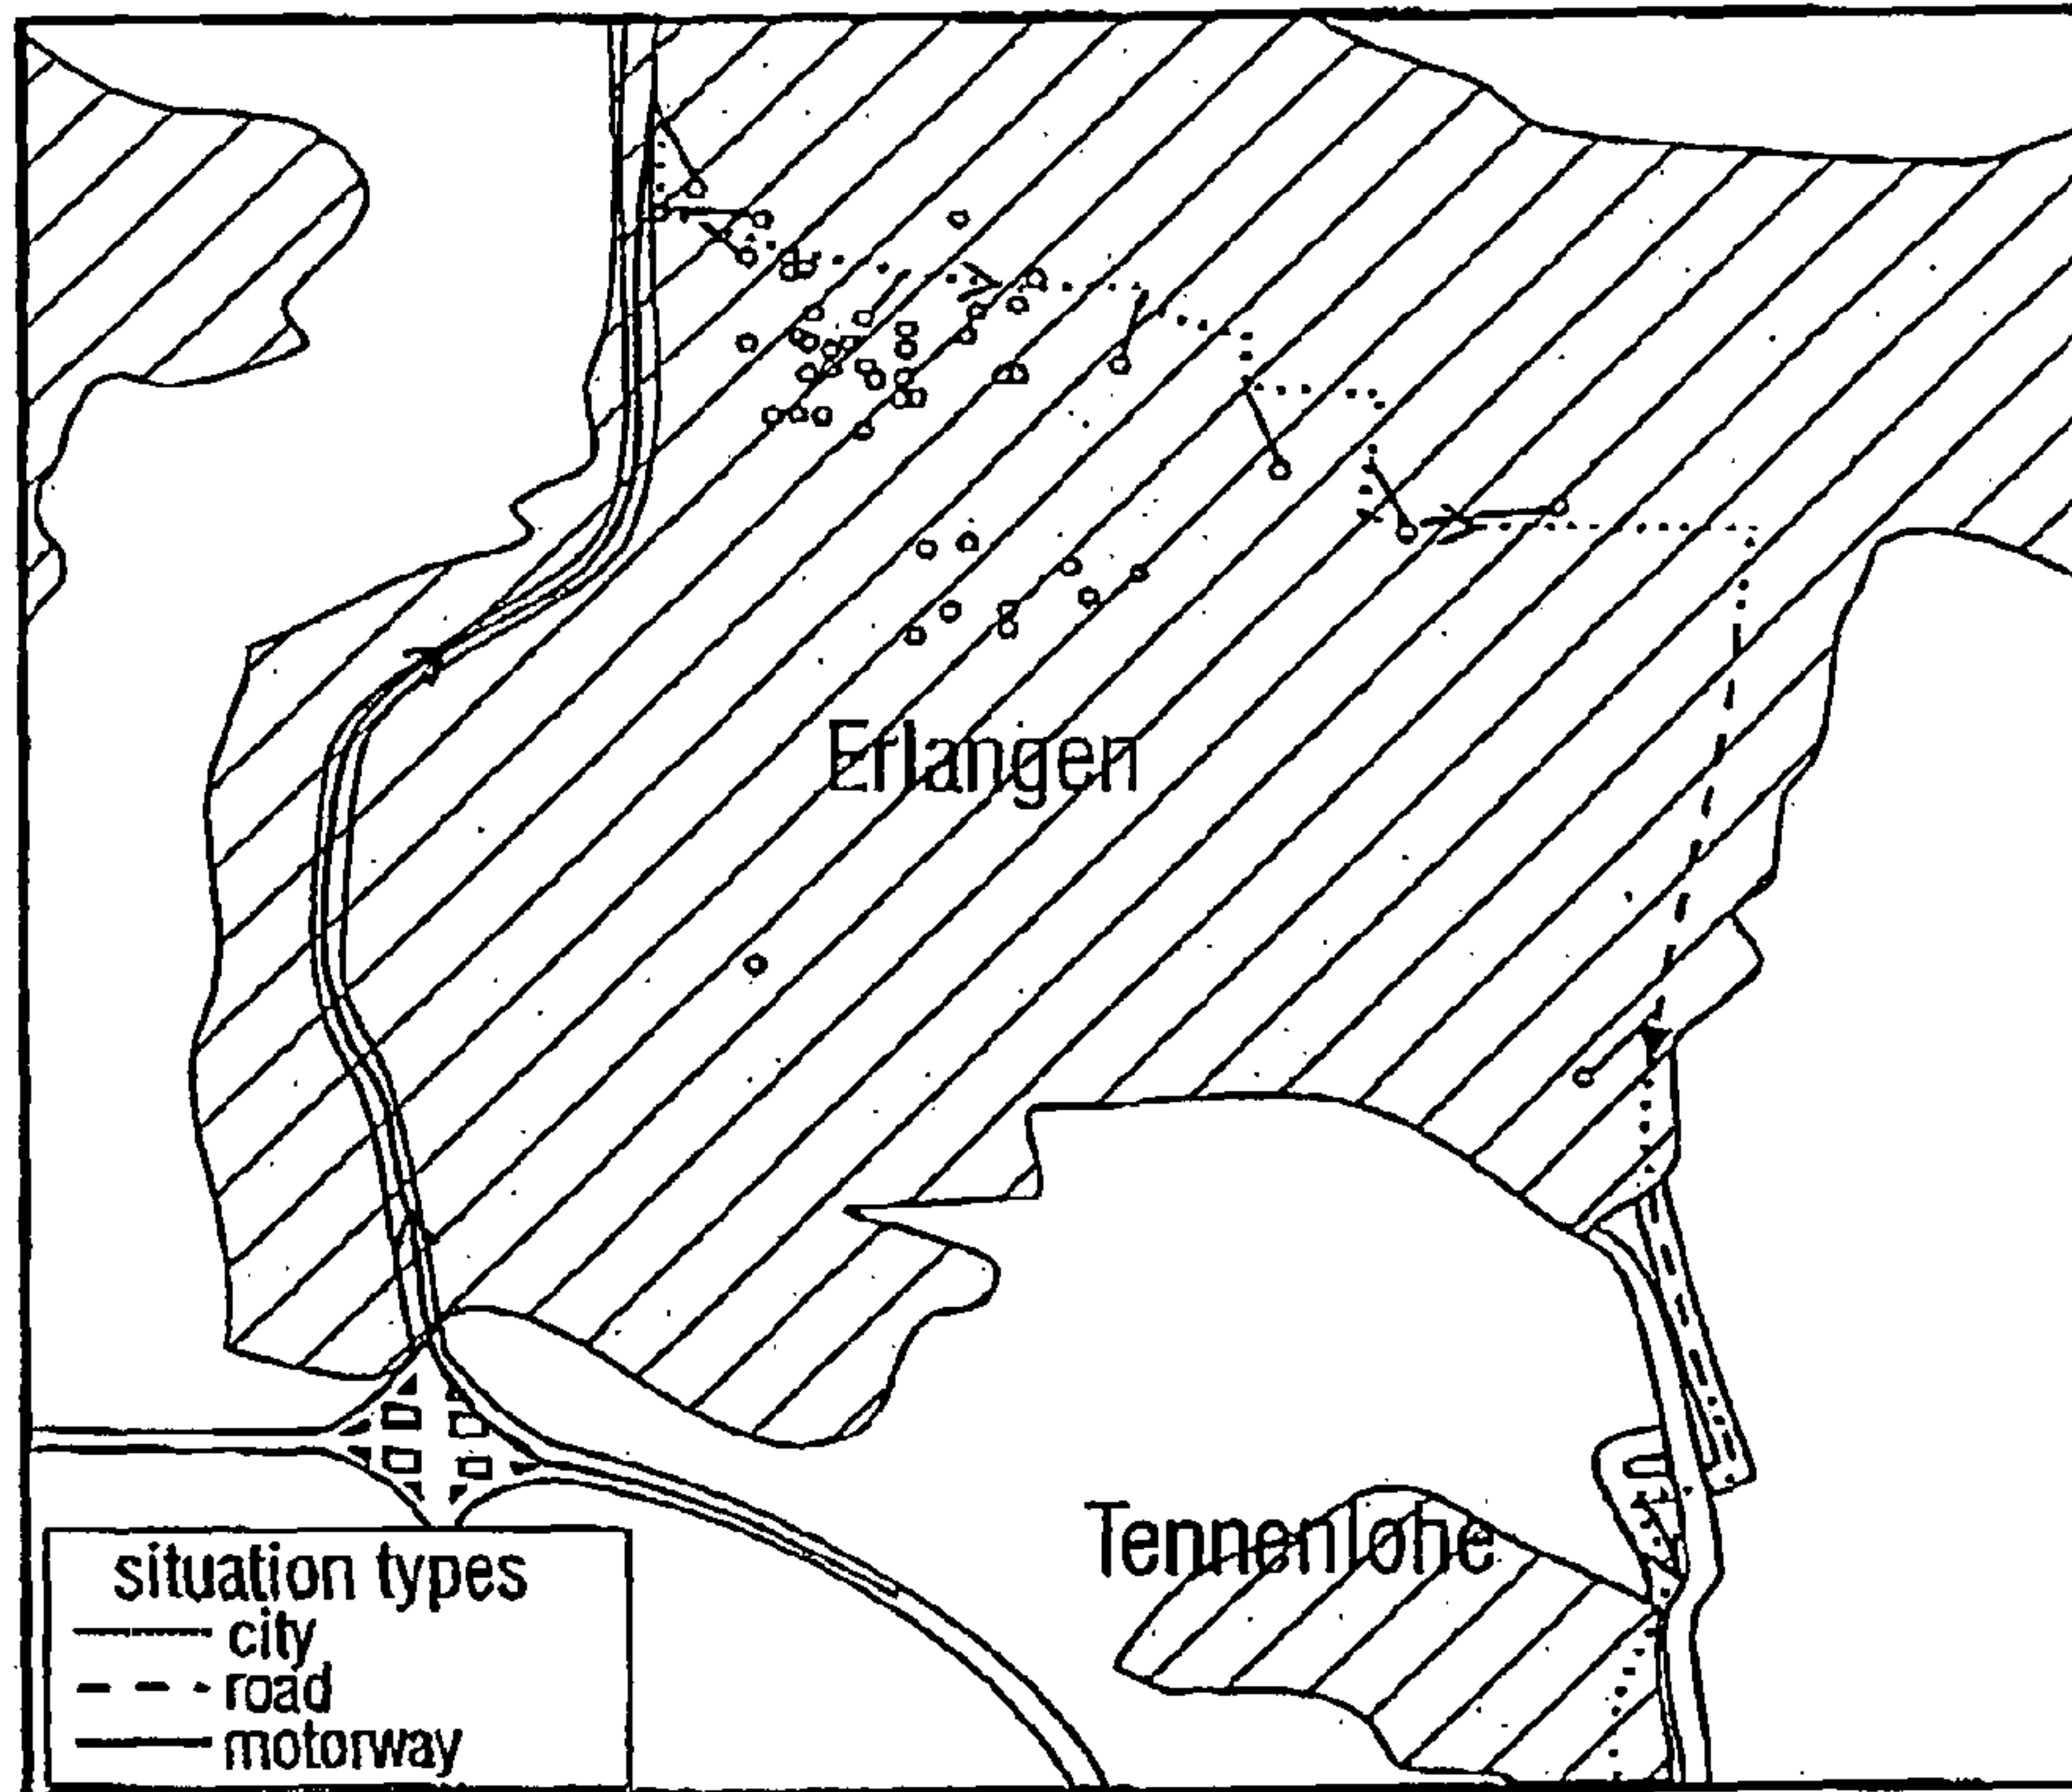 Erlangen
Tennenlohe
situation types
city
road
motorway